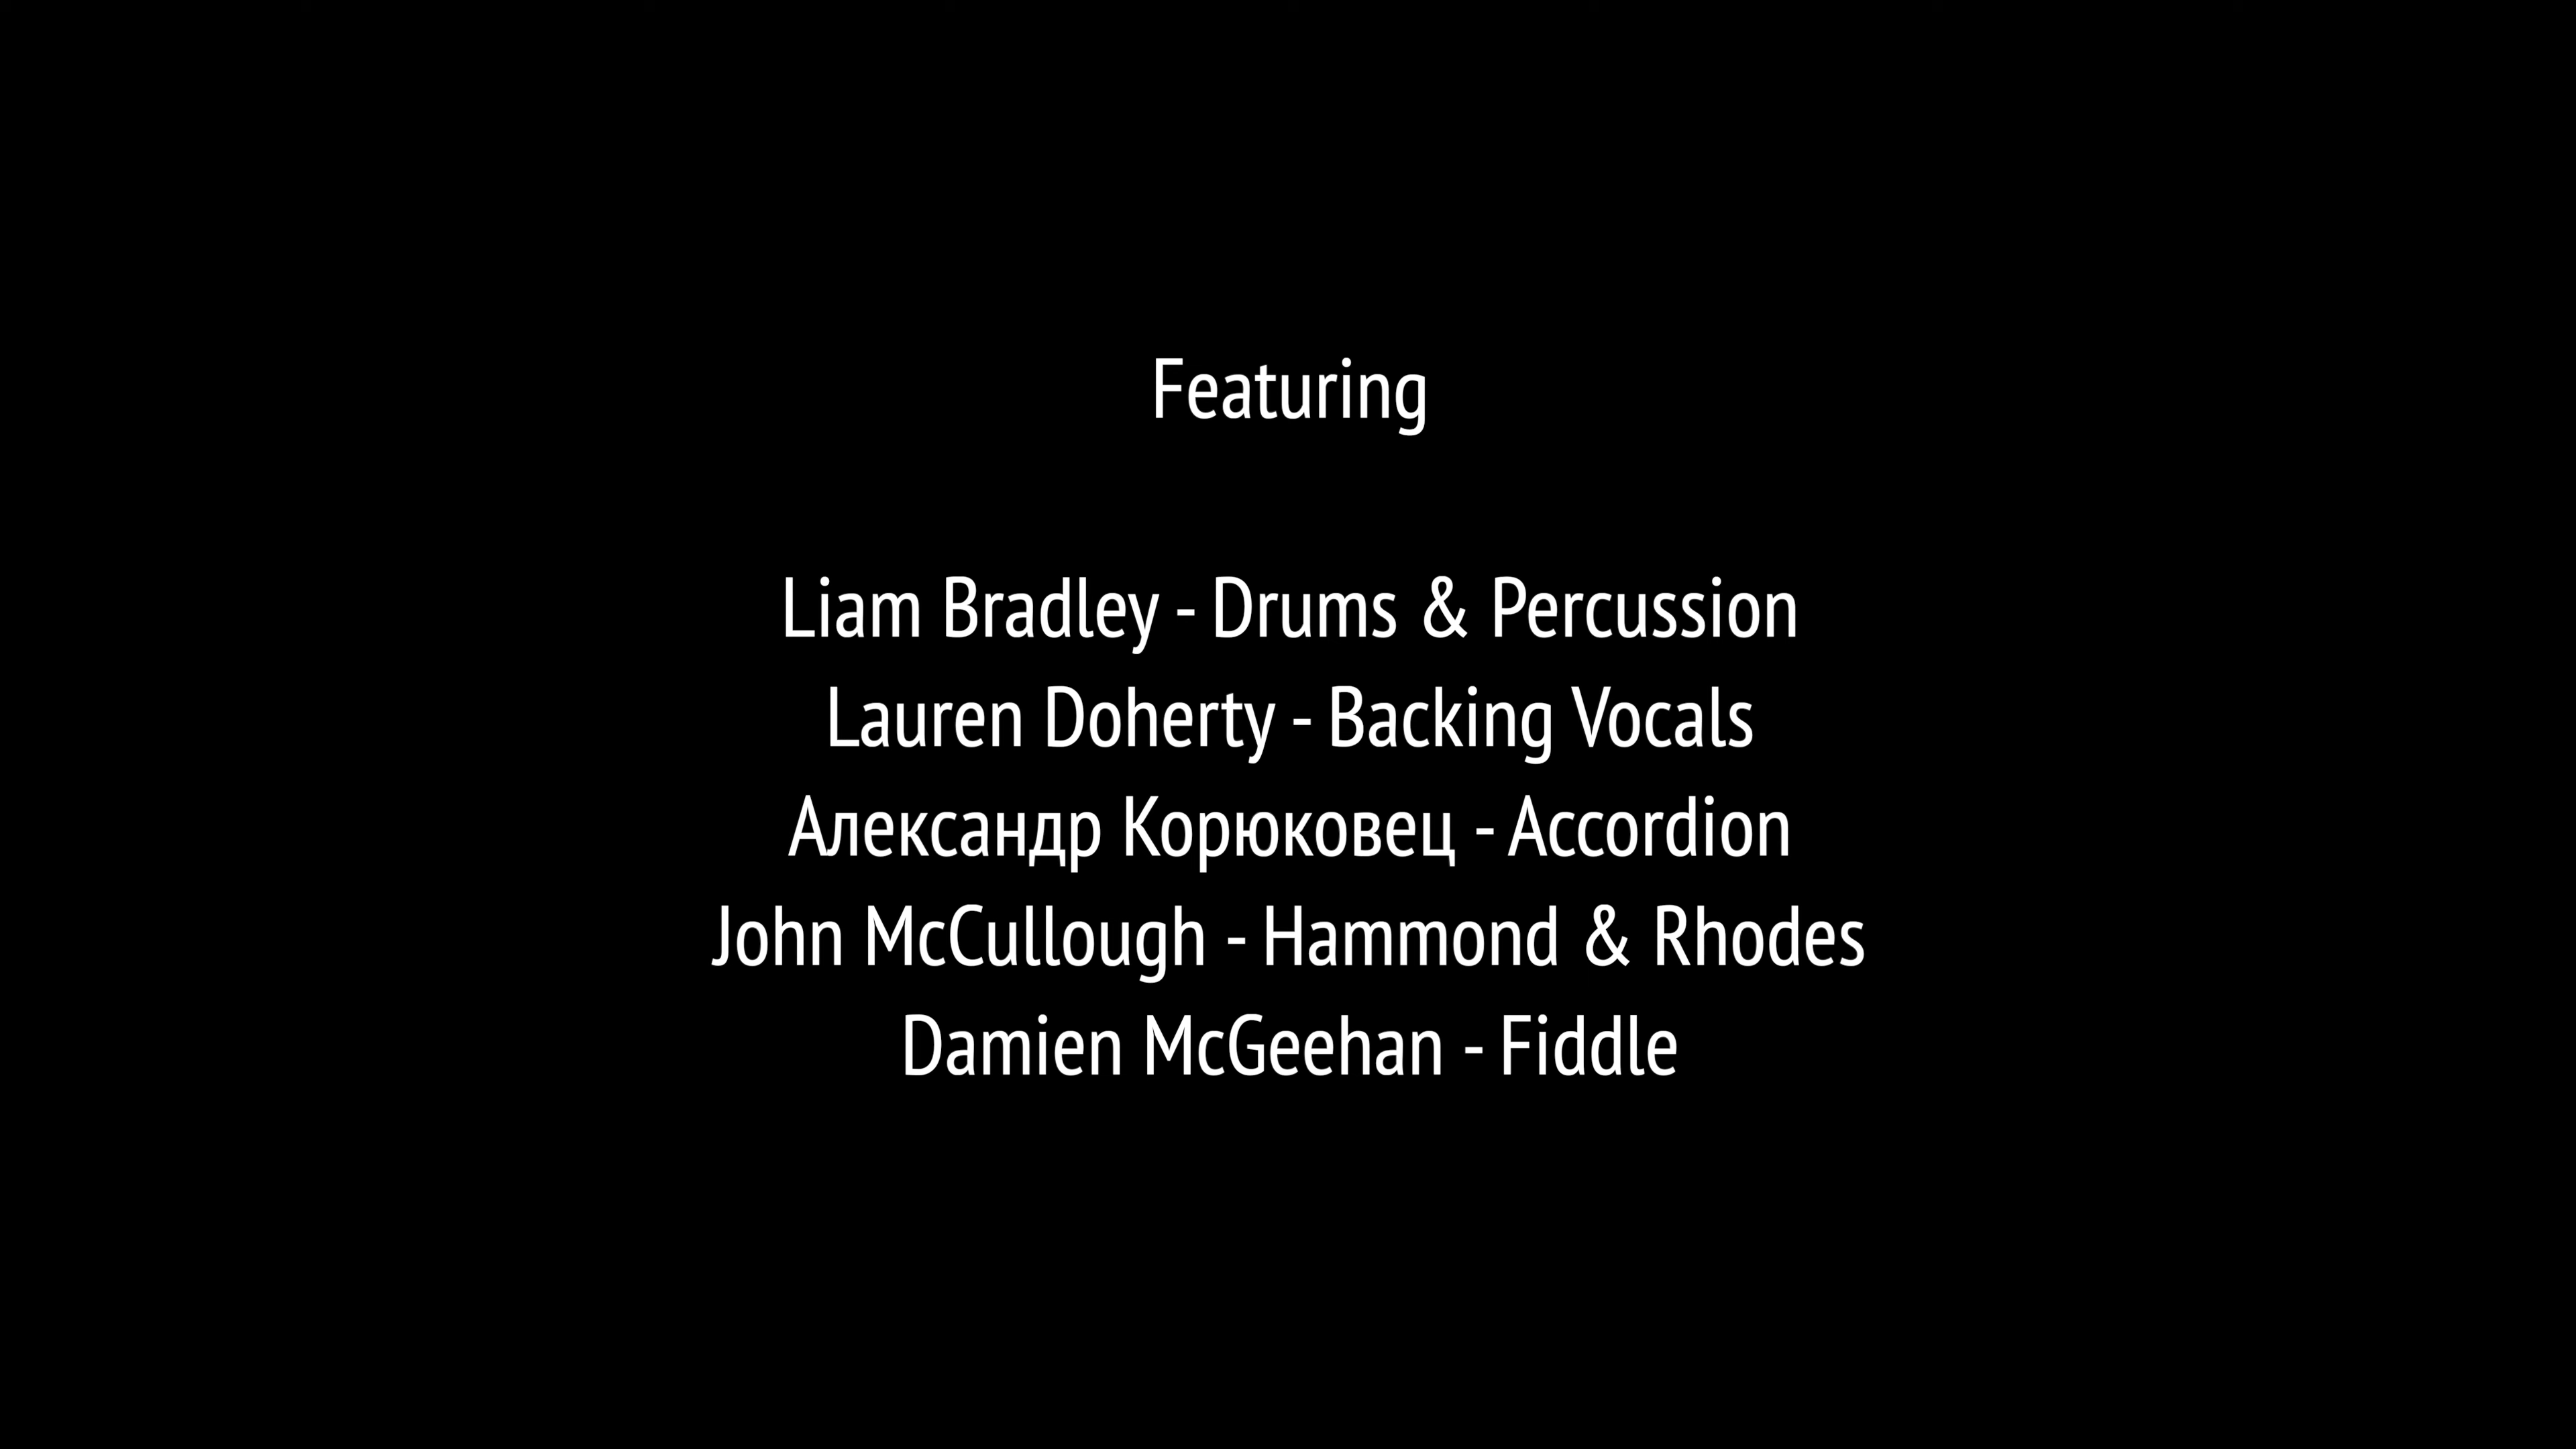 Featuring
Liam Bradley - Drums & Percussion
Lauren Doherty - Backing Vocals
Александр Корюковец - Accordion
John McCullough - Hammond & Rhodes
Damien McGeehan - Fiddle